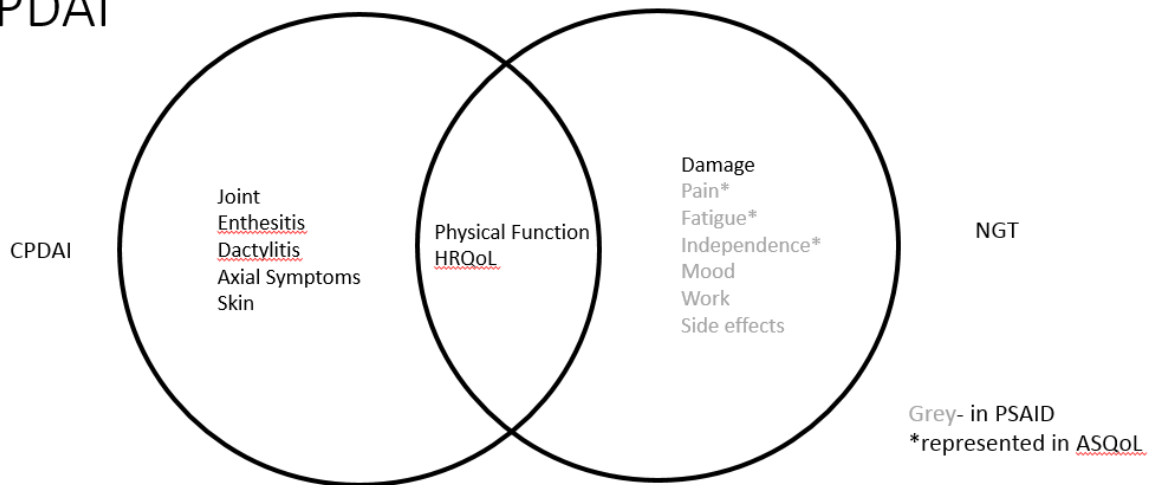 CPDAI
Joint
Enthesitis
Dactylitis
Axial Symptoms
Skin
Physical Function
HRQoL
Damage
Pain*
Fatigue*
Independence*
Mood
Work
Side effects
NGT
Grey- in PSAID
*represented in ASQoL